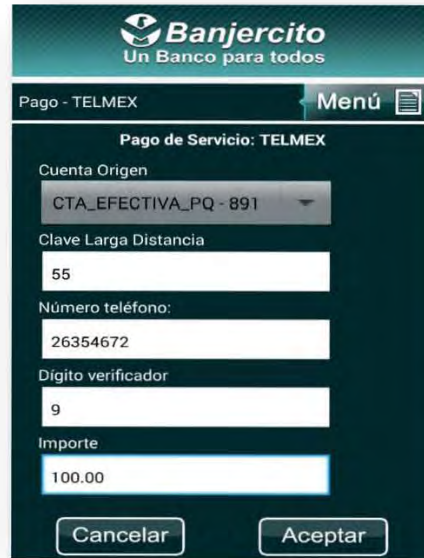 Banjercito
Un Banco para todos
Pago - TELMEX
Menú
Pago de Servicio: TELMEX
Cuenta Origen
CTA_EFECTIVA_PQ - 891
Clave Larga Distancia
55
Número teléfono:
26354672
Dígito verificador
9
Importe
100.00
Cancelar
Aceptar